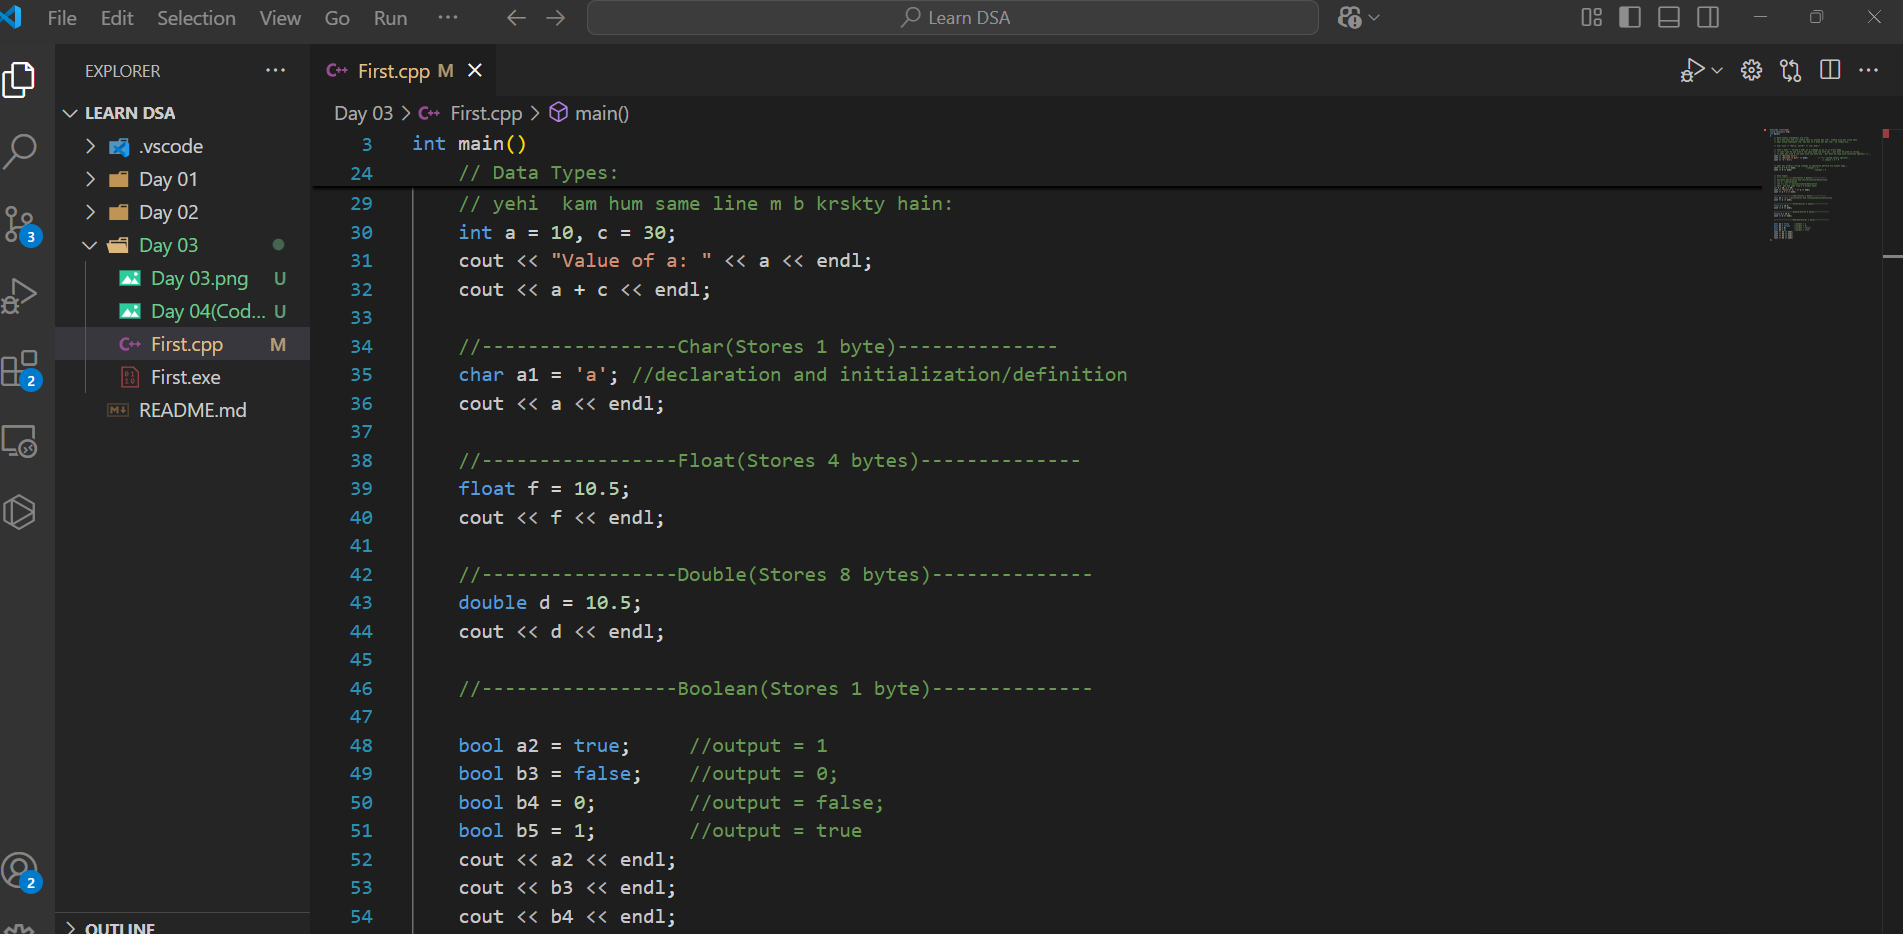 File Edit Selection View Go Run ··· Learn DSA
EXPLORER ···
First.cpp M
LEARN DSA
Day 03 > First.cpp > main()
.vscode
Day 01
Day 02
Day 03
Day 03.png U
Day 04(Cod... U
First.cpp M
First.exe
README.md
OUTLINE
3
2
2
3 int main()
24 // Data Types:
29 // yehi  kam hum same line m b krskty hain:
30 int a = 10, c = 30;
31 cout << "Value of a: " << a << endl;
32 cout << a + c << endl;
33
34 //-----------------Char(Stores 1 byte)--------------
35 char a1 = 'a'; //declaration and initialization/definition
36 cout << a << endl;
37
38 //-----------------Float(Stores 4 bytes)--------------
39 float f = 10.5;
40 cout << f << endl;
41
42 //-----------------Double(Stores 8 bytes)--------------
43 double d = 10.5;
44 cout << d << endl;
45
46 //-----------------Boolean(Stores 1 byte)--------------
47
48 bool a2 = true;     //output = 1
49 bool b3 = false;    //output = 0;
50 bool b4 = 0;        //output = false;
51 bool b5 = 1;        //output = true
52 cout << a2 << endl;
53 cout << b3 << endl;
54 cout << b4 << endl;